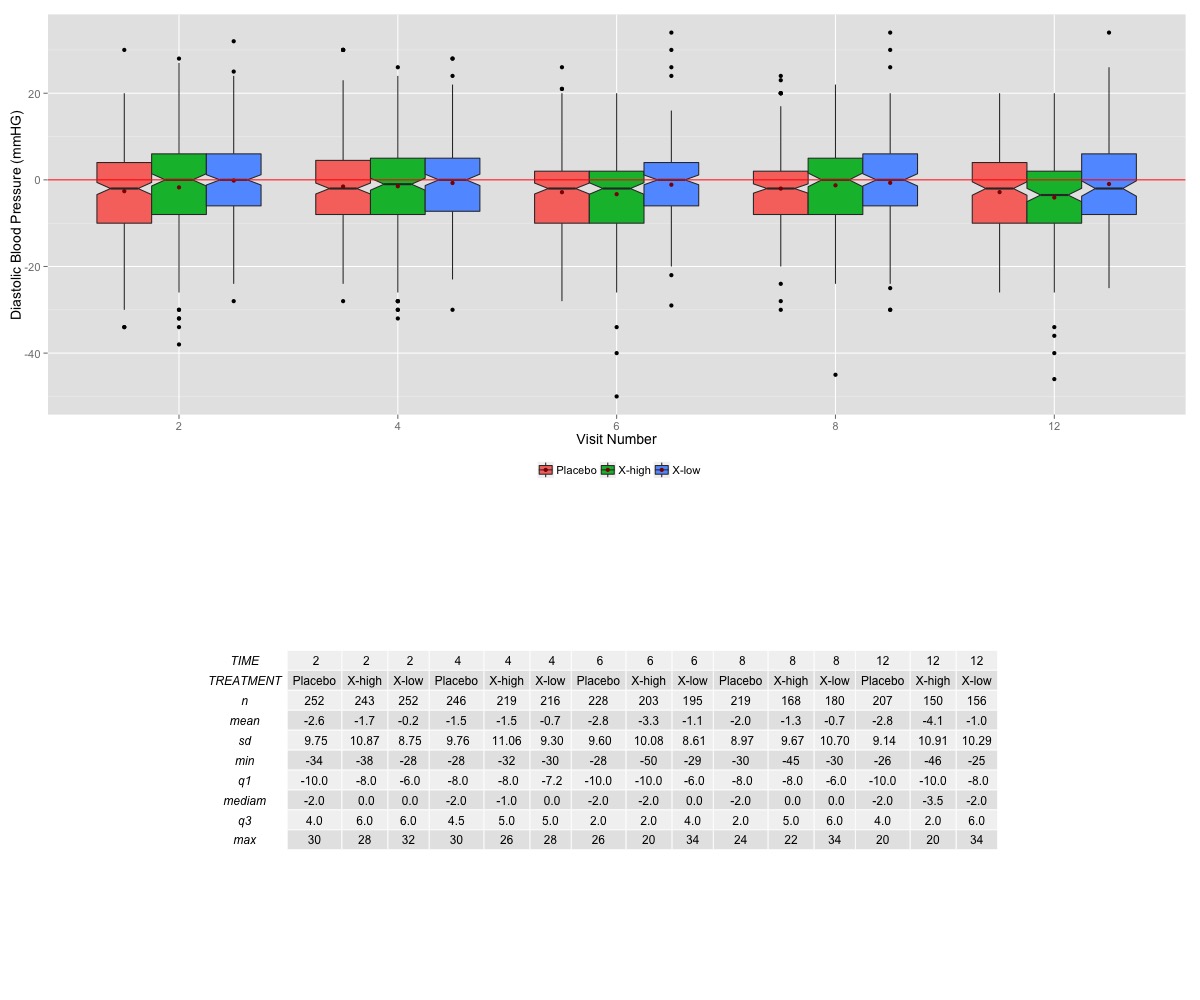 Diastolic Blood Pressure (mmHG)
20
0
-20
-40
2 4 6 8 12
Visit Number
Placebo X-high X-low
TIME 2 2 2 4 4 4 6 6 6 8 8 8 12 12 12
TREATMENT Placebo X-high X-low Placebo X-high X-low Placebo X-high X-low Placebo X-high X-low Placebo X-high X-low
n 252 243 252 246 219 216 228 203 195 219 168 180 207 150 156
mean -2.6 -1.7 -0.2 -1.5 -1.5 -0.7 -2.8 -3.3 -1.1 -2.0 -1.3 -0.7 -2.8 -4.1 -1.0
sd 9.75 10.87 8.75 9.76 11.06 9.30 9.60 10.08 8.61 8.97 9.67 10.70 9.14 10.91 10.29
min -34 -38 -28 -28 -32 -30 -28 -50 -29 -30 -45 -30 -26 -46 -25
q1 -10.0 -8.0 -6.0 -8.0 -8.0 -7.2 -10.0 -10.0 -6.0 -8.0 -8.0 -6.0 -10.0 -10.0 -8.0
mediam -2.0 0.0 0.0 -2.0 -1.0 0.0 -2.0 -2.0 0.0 -2.0 0.0 0.0 -2.0 -3.5 -2.0
q3 4.0 6.0 6.0 4.5 5.0 5.0 2.0 2.0 4.0 2.0 5.0 6.0 4.0 2.0 6.0
max 30 28 32 30 26 28 26 20 34 24 22 34 20 20 34